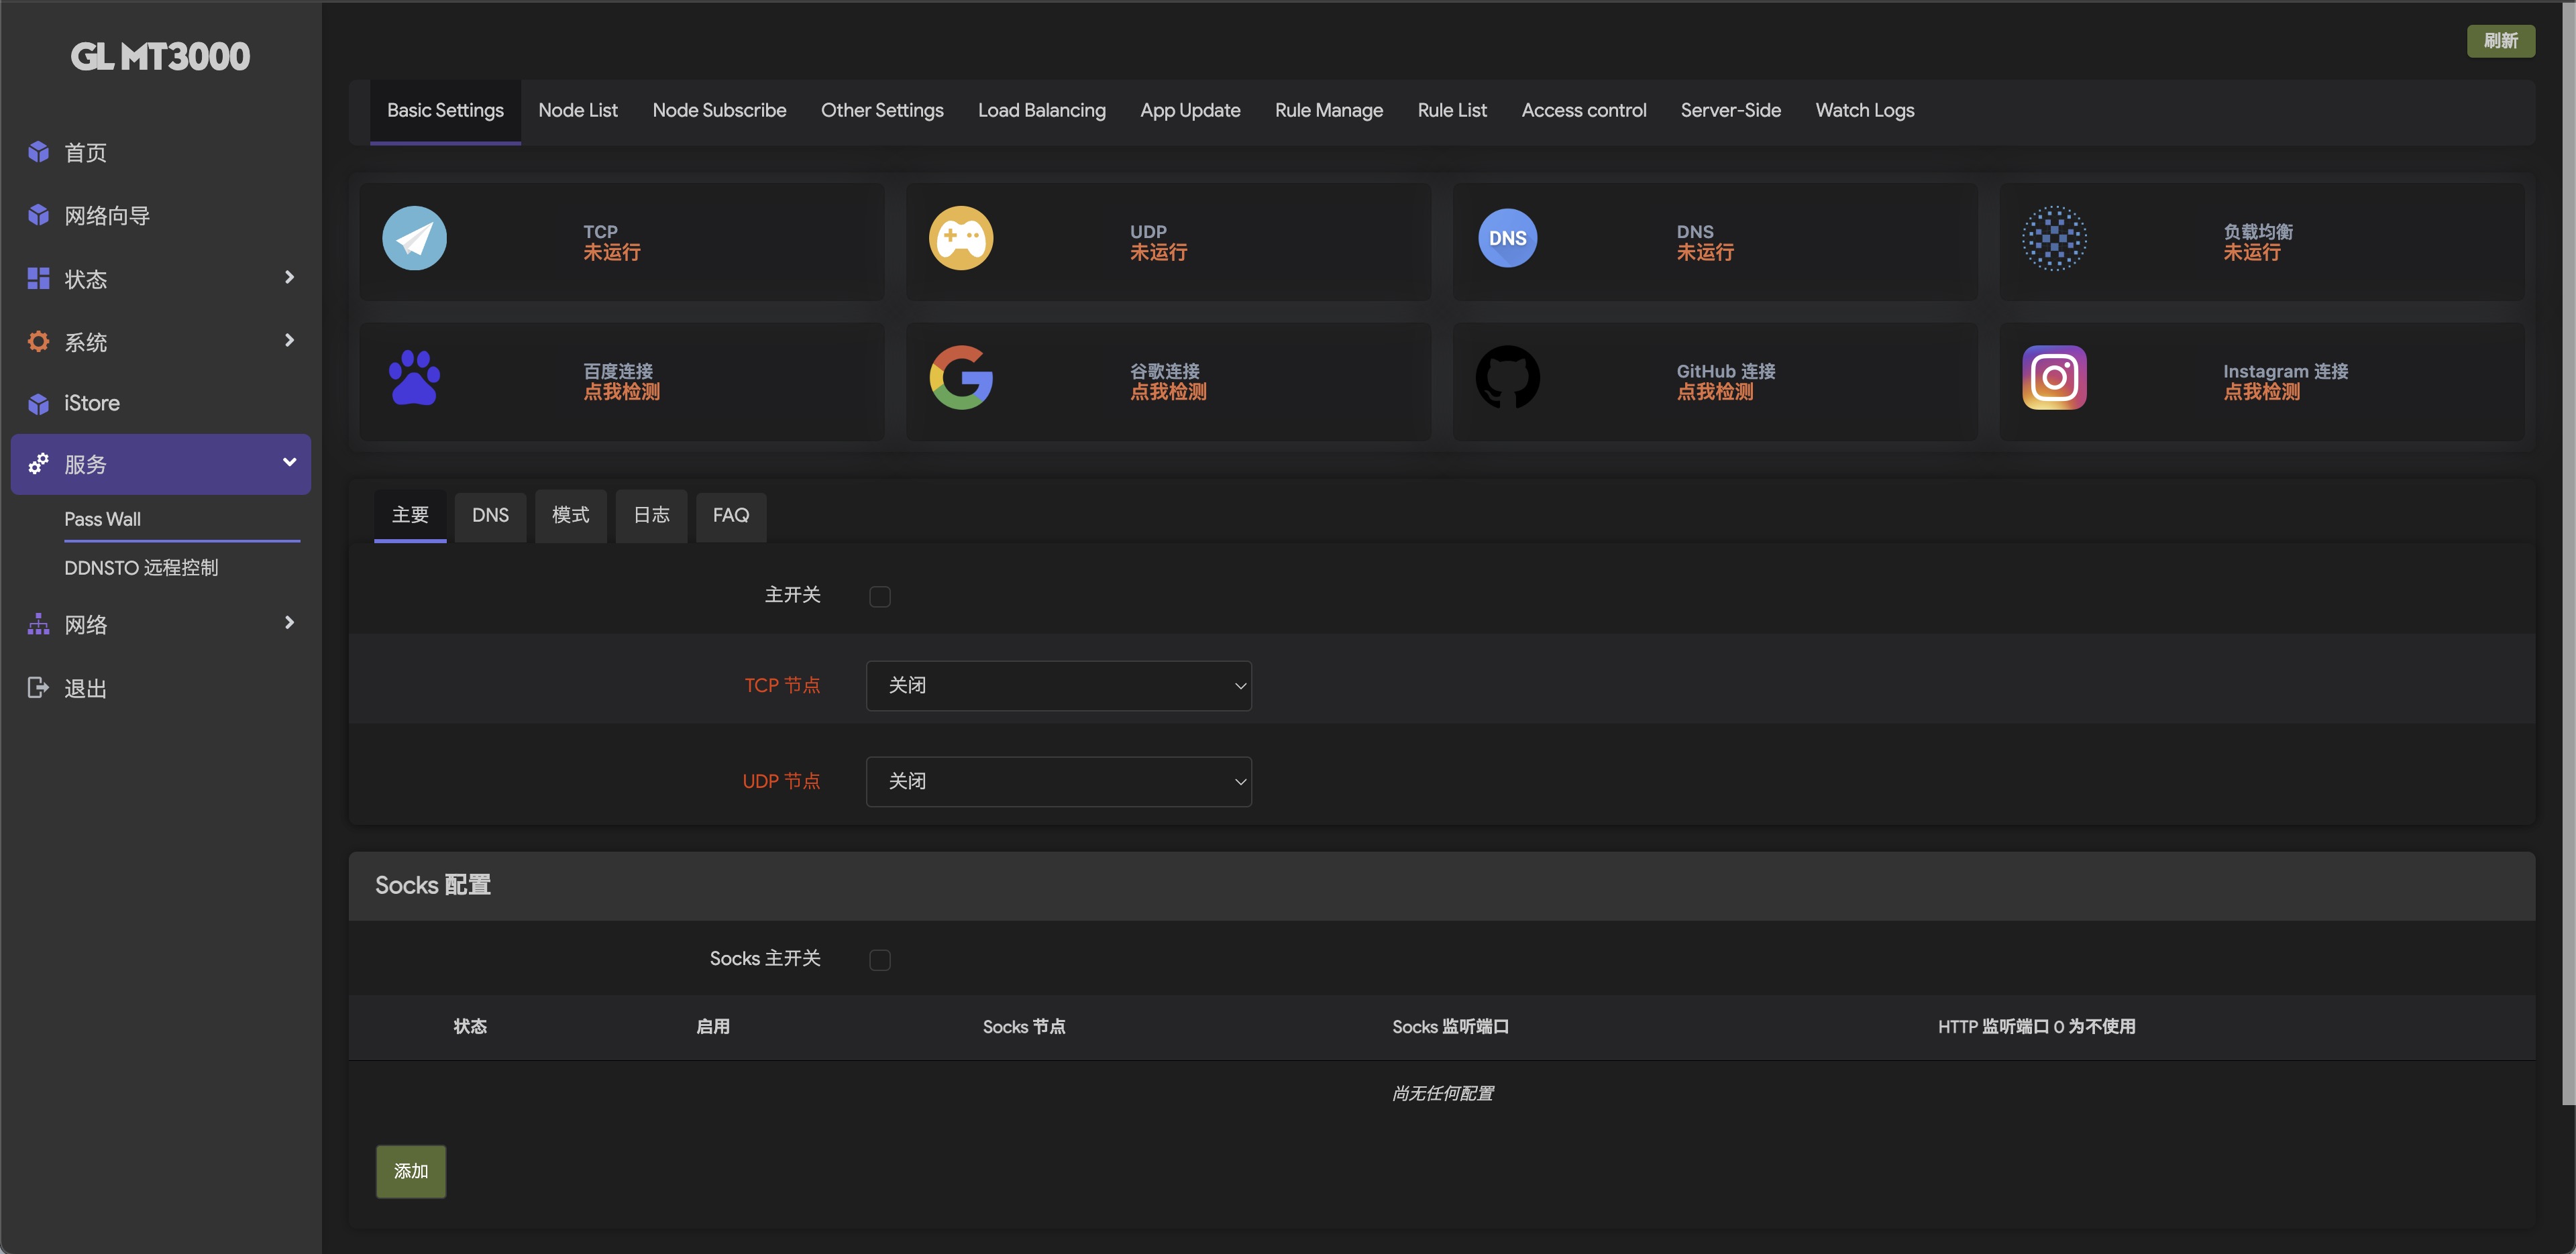 GL MT3000
首页
网络向导
状态
系统
iStore
服务
Pass Wall
DDNSTO 远程控制
网络
退出
刷新
Basic Settings
Node List
Node Subscribe
Other Settings
Load Balancing
App Update
Rule Manage
Rule List
Access control
Server-Side
Watch Logs
TCP
未运行
UDP
未运行
DNS
DNS
未运行
负载均衡
未运行
百度连接
点我检测
谷歌连接
点我检测
GitHub 连接
点我检测
Instagram 连接
点我检测
主要
DNS
模式
日志
FAQ
主开关
TCP 节点
关闭
UDP 节点
关闭
Socks 配置
Socks 主开关
状态
启用
Socks 节点
Socks 监听端口
HTTP 监听端口 0 为不使用
尚无任何配置
添加